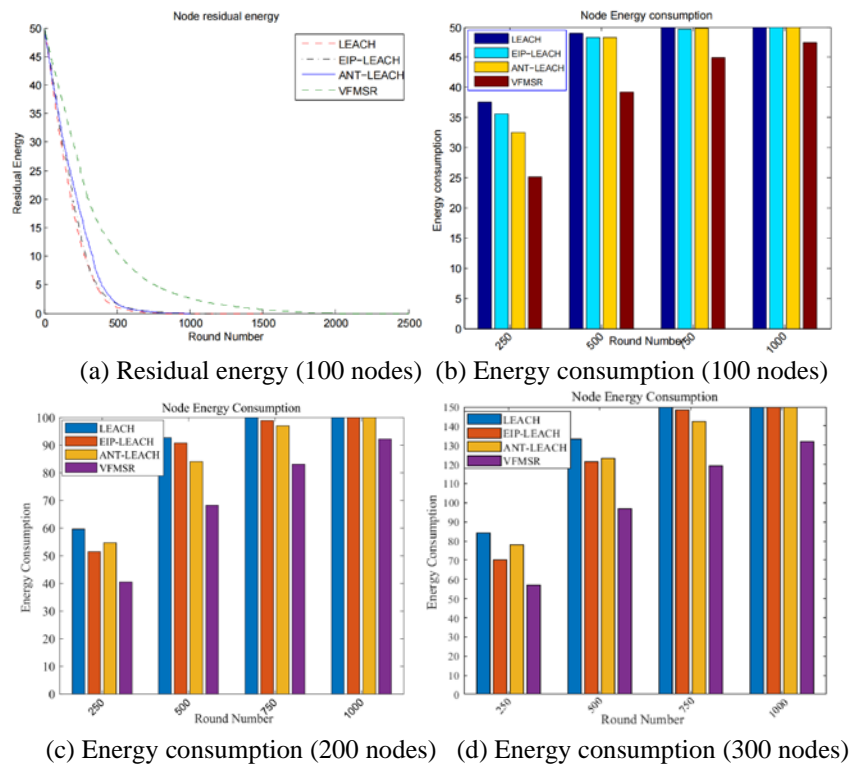 Node residual energy
50
45
40
35
30
25
20
15
10
5
0
Residual Energy
LEACH
EIP−LEACH
ANT−LEACH
VFMSR
0
500
1000
1500
2000
2500
Round Number
(a) Residual energy (100 nodes)
Node Energy consumption
50
45
40
35
30
25
20
15
10
5
0
Energy consumption
LEACH
EIP−LEACH
ANT−LEACH
VFMSR
250
500
750
1000
Round Number
(b) Energy consumption (100 nodes)
Node Energy Consumption
100
90
80
70
60
50
40
30
20
10
0
Energy Consumption
LEACH
EIP-LEACH
ANT-LEACH
VFMSR
250
500
750
1000
Round Number
(c) Energy consumption (200 nodes)
Node Energy Consumption
150
140
130
120
110
100
90
80
70
60
50
40
30
20
10
0
Energy Consumption
LEACH
EIP-LEACH
ANT-LEACH
VFMSR
250
500
750
1000
Round Number
(d) Energy consumption (300 nodes)